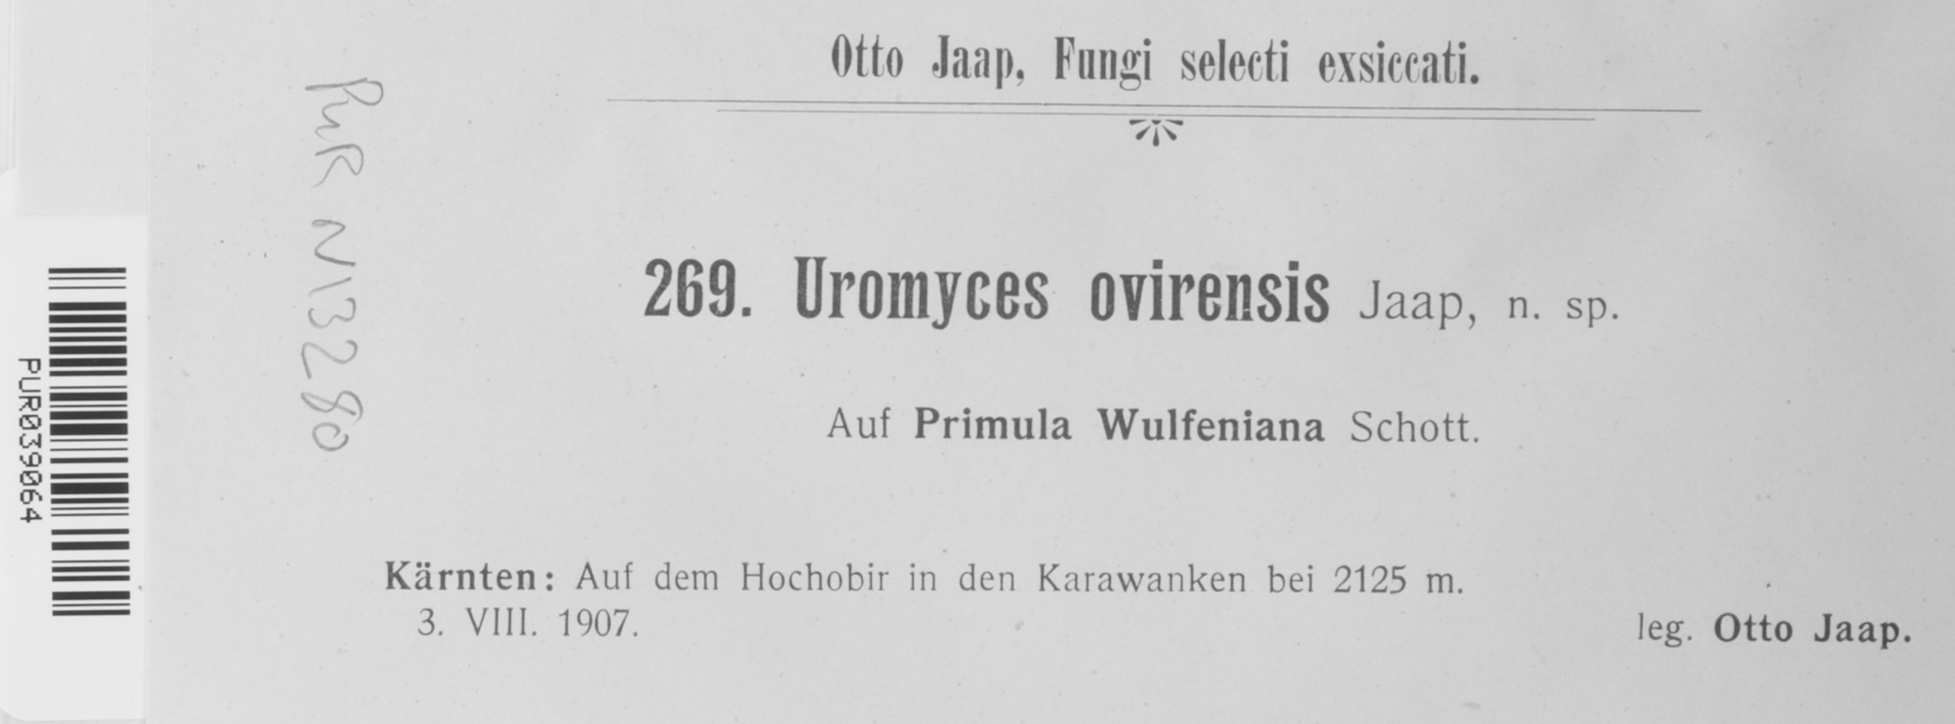 Otto Jaap, Fungi selecti exsiccati.
269. Uromyces ovirensis Jaap, n. sp.
Auf Primula Wulfeniana Schott.
Kärnten: Auf dem Hochobir in den Karawanken bei 2125 m.
3. VIII. 1907.
leg. Otto Jaap.
PUR N13280
PUR039064